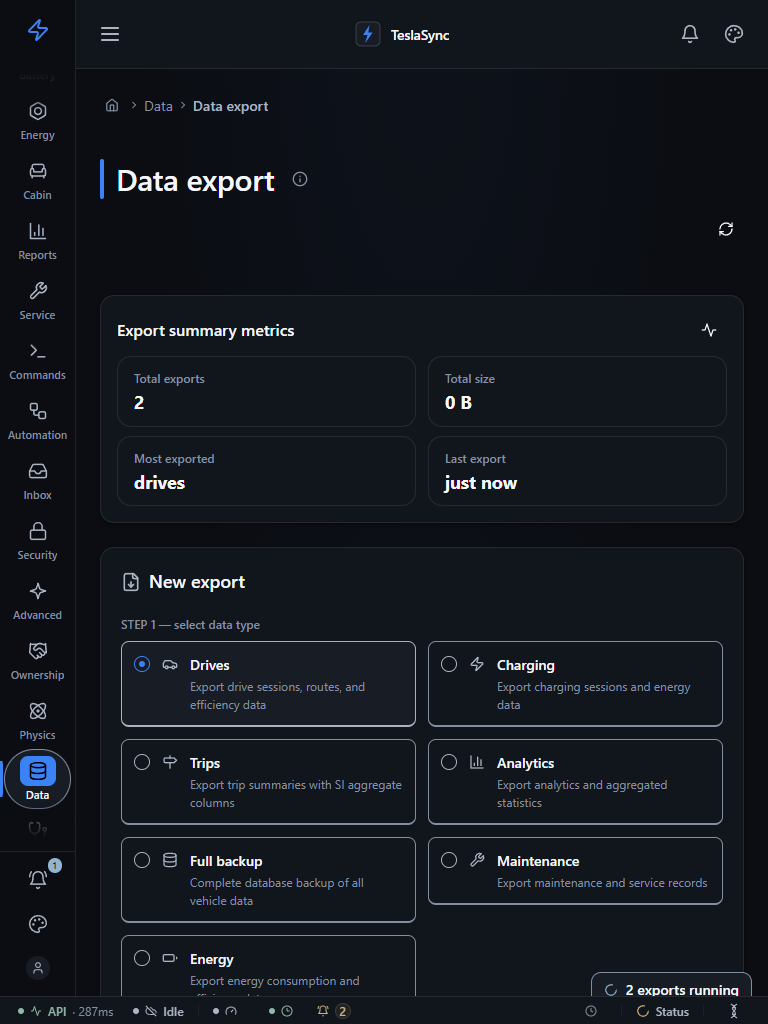 TeslaSync
Battery
Energy
Cabin
Reports
Service
Commands
Automation
Inbox
Security
Advanced
Ownership
Physics
Data
1
Data
Data export
Data export
Export summary metrics
Total exports
2
Total size
0 B
Most exported
drives
Last export
just now
New export
STEP 1 — select data type
Drives
Export drive sessions, routes, and
efficiency data
Charging
Export charging sessions and energy
data
Trips
Export trip summaries with SI aggregate
columns
Analytics
Export analytics and aggregated
statistics
Full backup
Complete database backup of all
vehicle data
Maintenance
Export maintenance and service records
Energy
Export energy consumption and
efficiency data
2 exports running
API · 287ms
Idle
2
Status